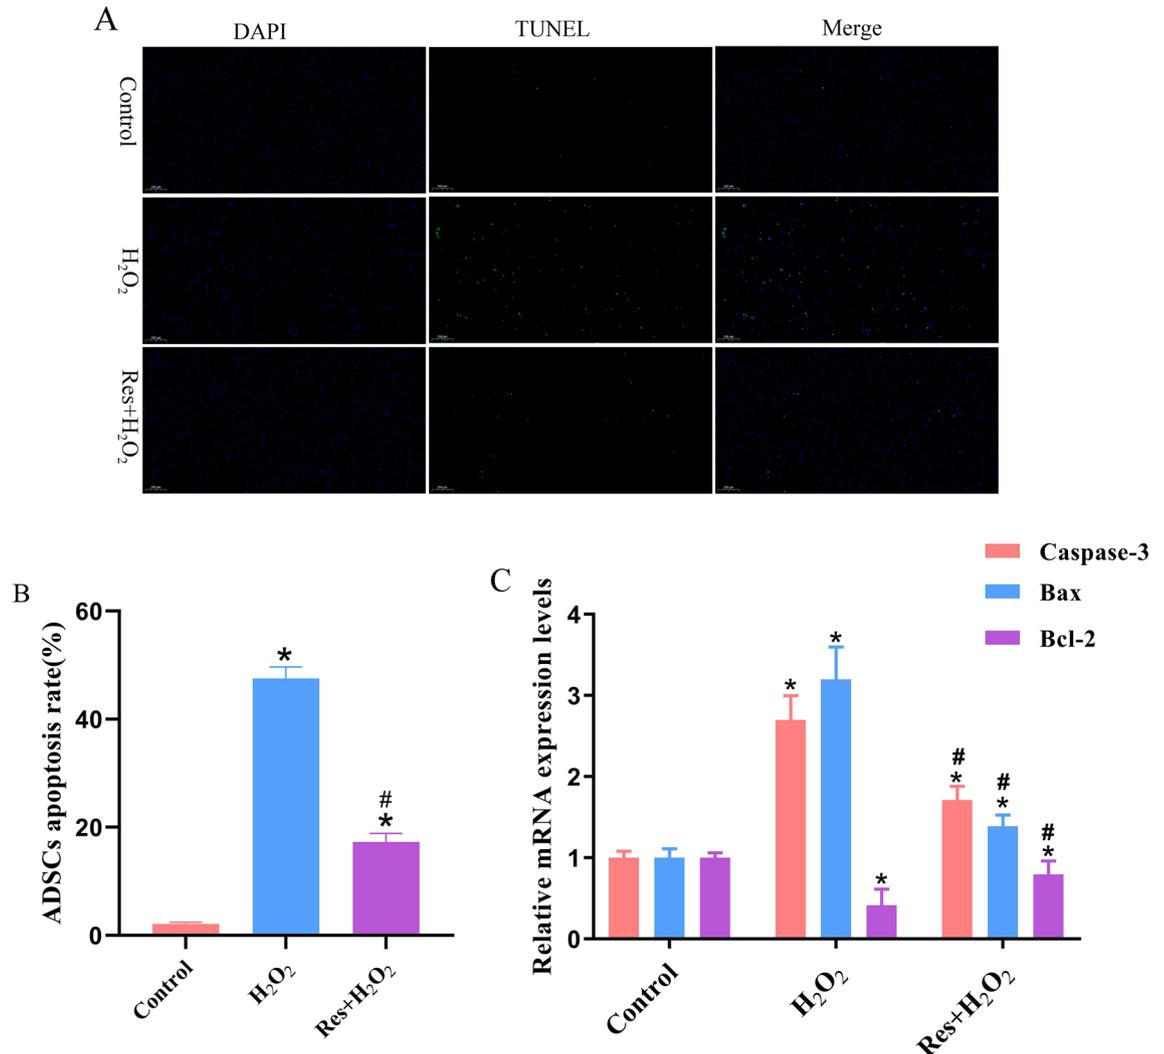 A
DAPI TUNEL Merge
Control
H₂O₂
Res+H₂O₂
B
ADSCs apoptosis rate(%)
60
40
20
0
*
#
*
Control H₂O₂ Res+H₂O₂
C
Relative mRNA expression levels
Caspase-3
Bax
Bcl-2
4
3
2
1
0
* * *
# # #
* * *
Control H₂O₂ Res+H₂O₂